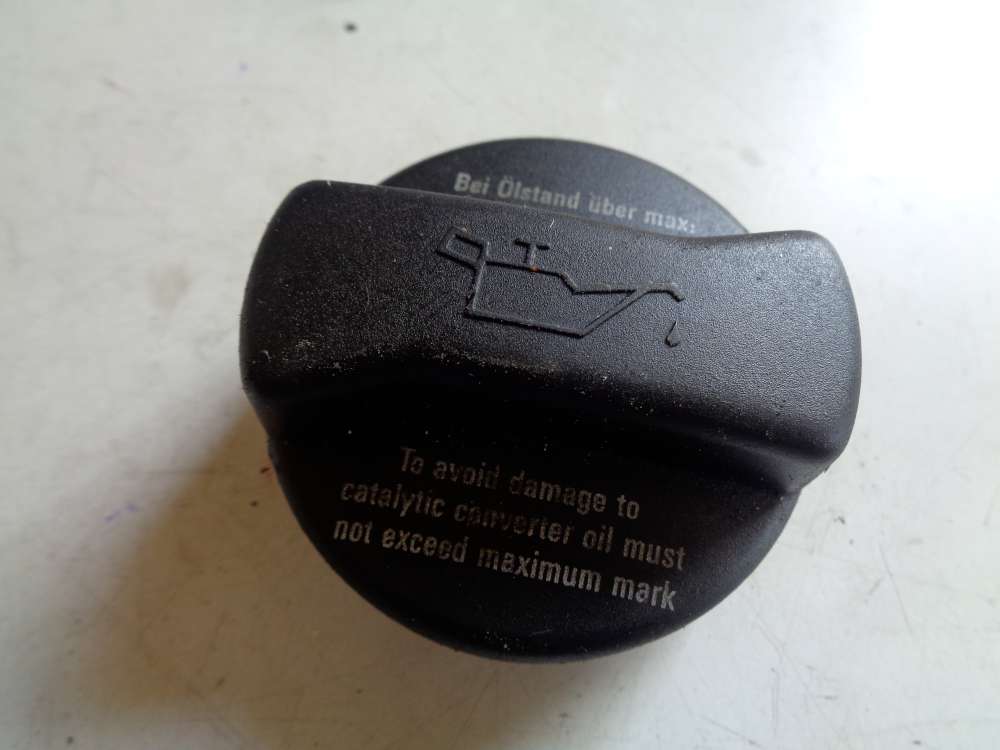 Bei Ölstand über max:
To avoid damage to
catalytic converter oil must
not exceed maximum mark